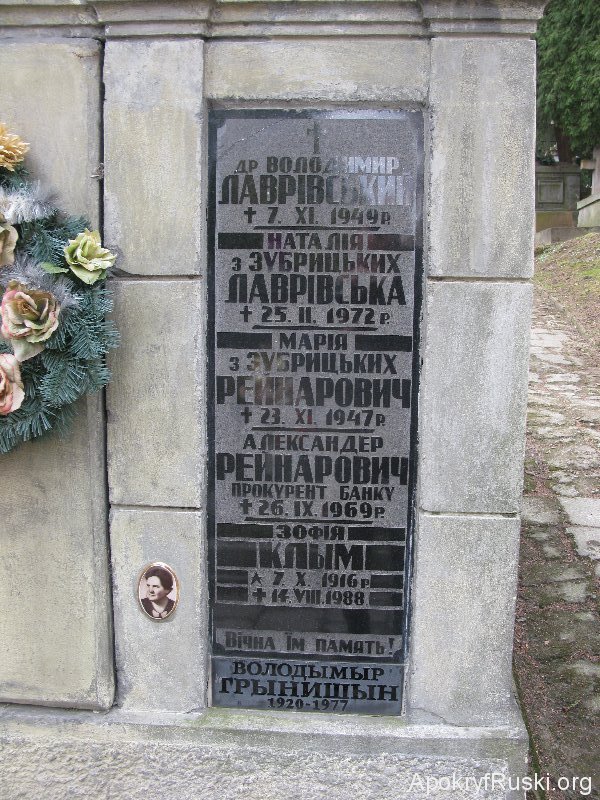 ДР ВОЛОДИМИР
ЛАВРІВСЬКИЙ
✝ 7. XI. 1949 Р.
НАТАЛІЯ
З ЗУБРИЦЬКИХ
ЛАВРІВСЬКА
✝ 25. II. 1972 Р.
МАРІЯ
З ЗУБРИЦЬКИХ
РЕЙНАРОВИЧ
✝ 23. XI. 1947 Р.
АЛЕКСАНДЕР
РЕЙНАРОВИЧ
ПРОКУРЕНТ БАНКУ
✝ 26. IX. 1969 Р.
ЗОФІЯ
КЛЫМ
☆ 7. X. 1916 Р.
✝ 14. VIII. 1988
ВІЧНА ЇМ ПАМЯТЬ!
ВОЛОДЫМЫР
ГРЫНИШЫН
1920-1977
ApokryfRuski.org